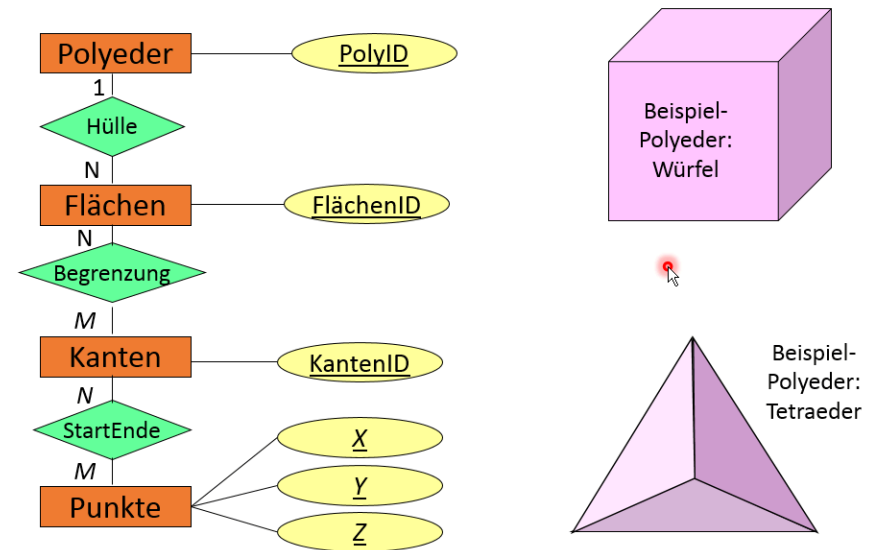 Polyeder
PolyID
1
Hülle
N
Flächen
FlächenID
N
Begrenzung
M
Kanten
KantenID
N
StartEnde
M
Punkte
X
Y
Z
Beispiel-
Polyeder:
Würfel
Beispiel-
Polyeder:
Tetraeder